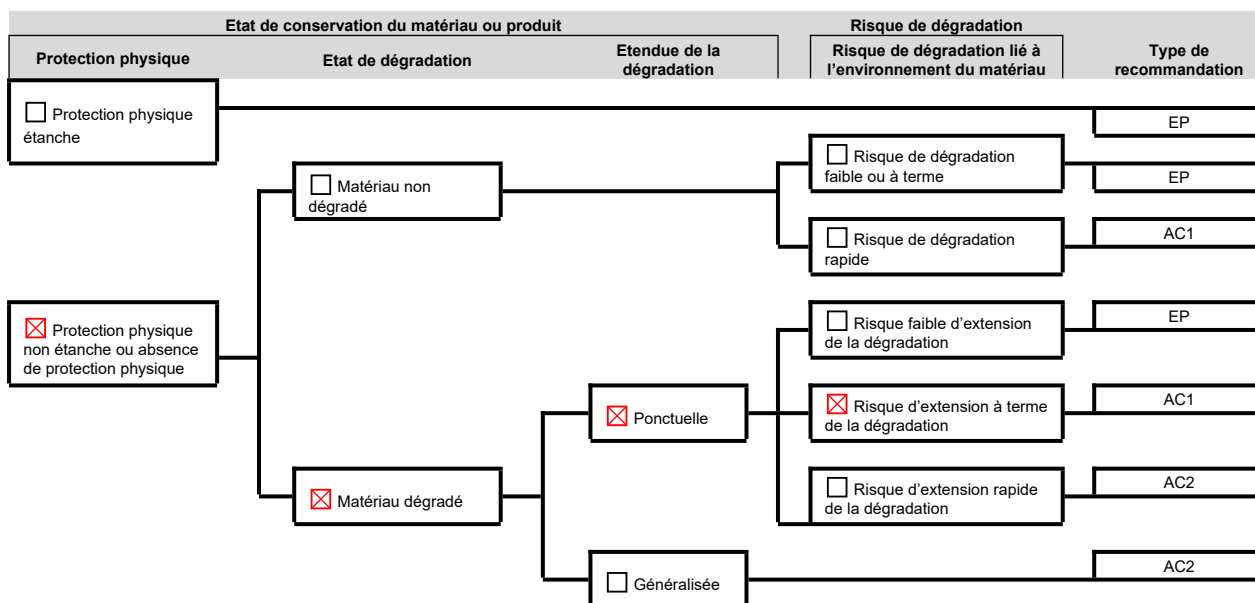 Etat de conservation du matériau ou produit
Risque de dégradation
Protection physique
Etat de dégradation
Etendue de la
dégradation
Risque de dégradation lié à
l'environnement du matériau
Type de
recommandation
Protection physique
étanche
EP
Matériau non
dégradé
Risque de dégradation
faible ou à terme
EP
Risque de dégradation
rapide
AC1
Protection physique
non étanche ou absence
de protection physique
Risque faible d'extension
de la dégradation
EP
Ponctuelle
Risque d'extension à terme
de la dégradation
AC1
Matériau dégradé
Risque d'extension rapide
de la dégradation
AC2
Généralisée
AC2